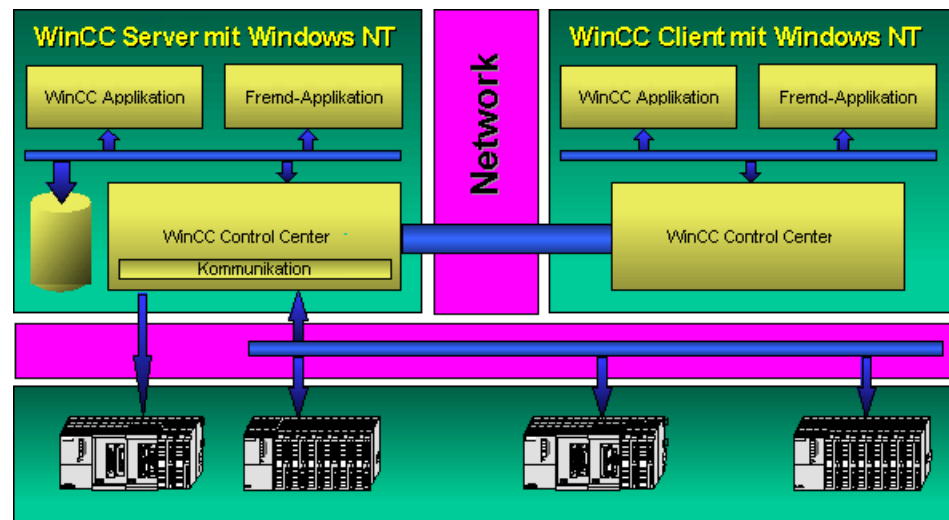 WinCC Server mit Windows NT
WinCC Applikation
Fremd-Applikation
WinCC Control Center
Kommunikation
Network
WinCC Client mit Windows NT
WinCC Applikation
Fremd-Applikation
WinCC Control Center